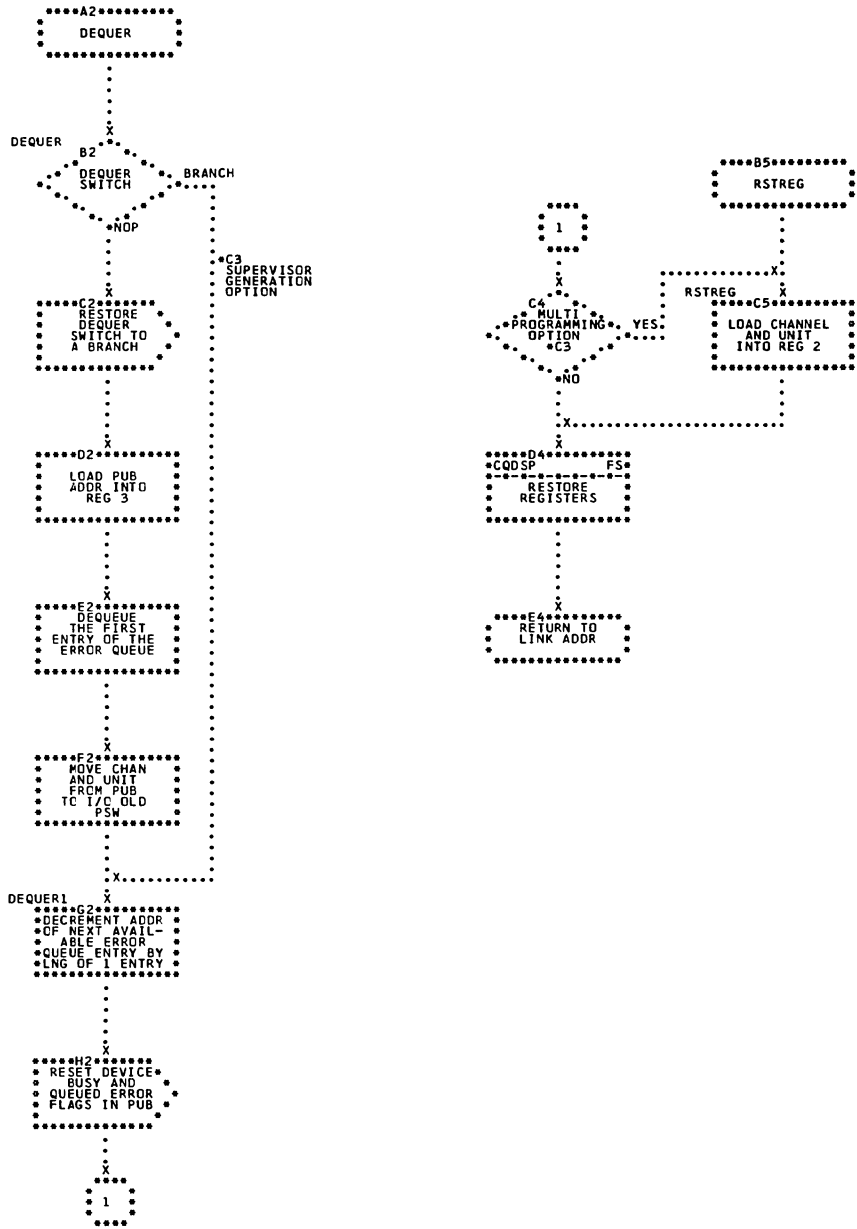 A2
DEQUER
DEQUER
B2
DEQUER
SWITCH
BRANCH
NOP
*C3
SUPERVISOR
GENERATION
OPTION
C2
RESTORE
DEQUER
SWITCH TO
A BRANCH
D2
LOAD PUB
ADDR INTO
REG 3
E2
DEQUEUE
THE FIRST
ENTRY OF THE
ERROR QUEUE
F2
MOVE CHAN
AND UNIT
FROM PUB
TO I/O OLD
PSW
DEQUER1
G2
DECREMENT ADDR
OF NEXT AVAIL-
ABLE ERROR
QUEUE ENTRY BY
LNG OF 1 ENTRY
H2
RESET DEVICE
BUSY AND
QUEUED ERROR
FLAGS IN PUB
1
1
C4
MULTI
PROGRAMMING
OPTION
*C3
YES
NO
B5
RSTREG
RSTREG
C5
LOAD CHANNEL
AND UNIT
INTO REG 2
D4
CQDSP FS
RESTORE
REGISTERS
E4
RETURN TO
LINK ADDR